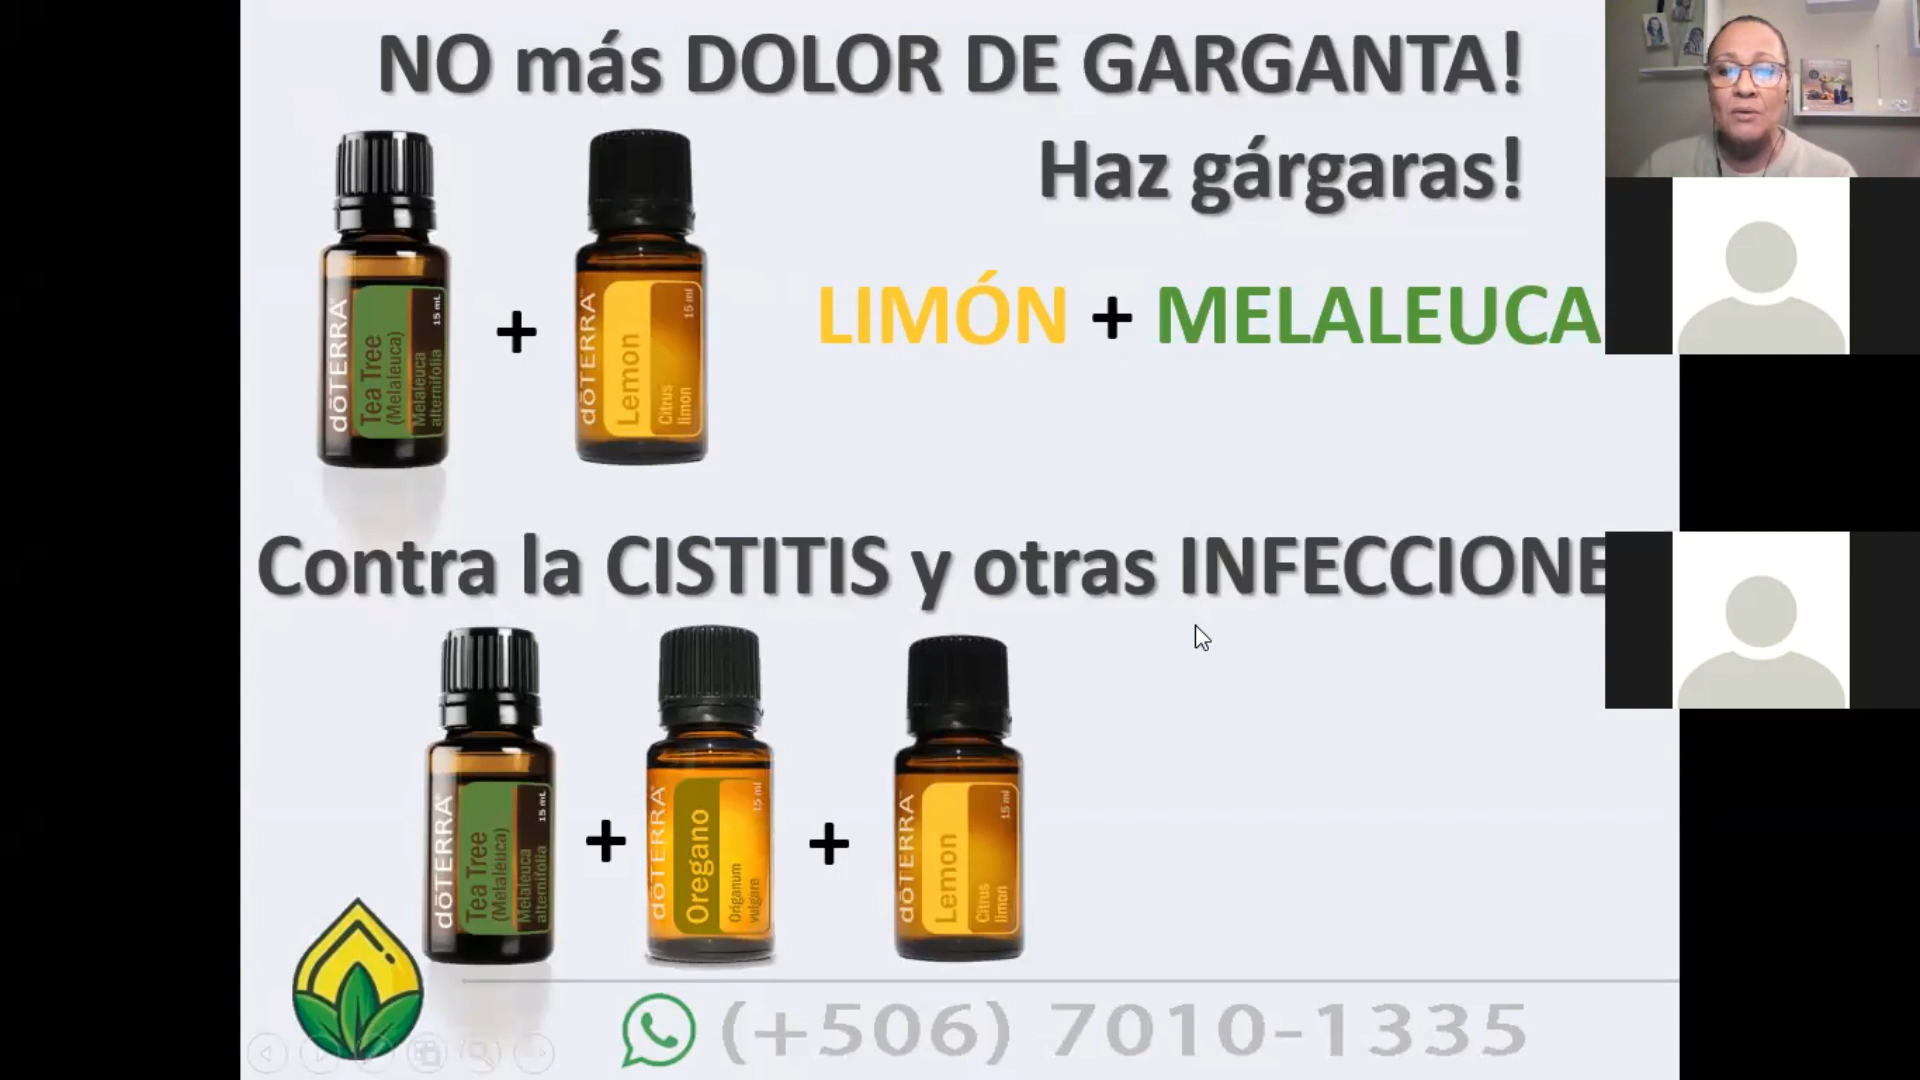 NO más DOLOR DE GARGANTA!
Haz gárgaras!
dōTERRA
Tea Tree
(Melaleuca)
Melaleuca
alternifolia
15 mL
+
dōTERRA
Lemon
Citrus
limon
15 ml
LIMÓN + MELALEUCA
Contra la CISTITIS y otras INFECCIONE
dōTERRA
Tea Tree
(Melaleuca)
Melaleuca
alternifolia
15 mL
+
dōTERRA
Oregano
Origanum
vulgare
15 ml
+
dōTERRA
Lemon
Citrus
limon
15 ml
(+506) 7010-1335